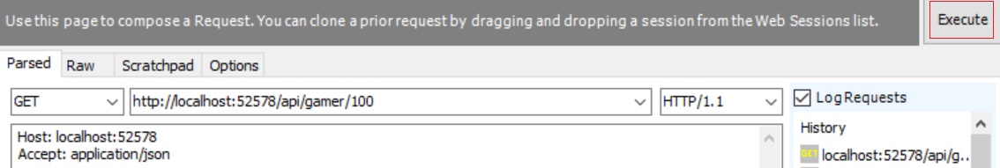 Use this page to compose a Request. You can clone a prior request by dragging and dropping a session from the Web Sessions list.
Execute
Parsed Raw Scratchpad Options
GET http://localhost:52578/api/gamer/100 HTTP/1.1
Log Requests
History
Host: localhost:52578
Accept: application/json
GET localhost:52578/api/g...